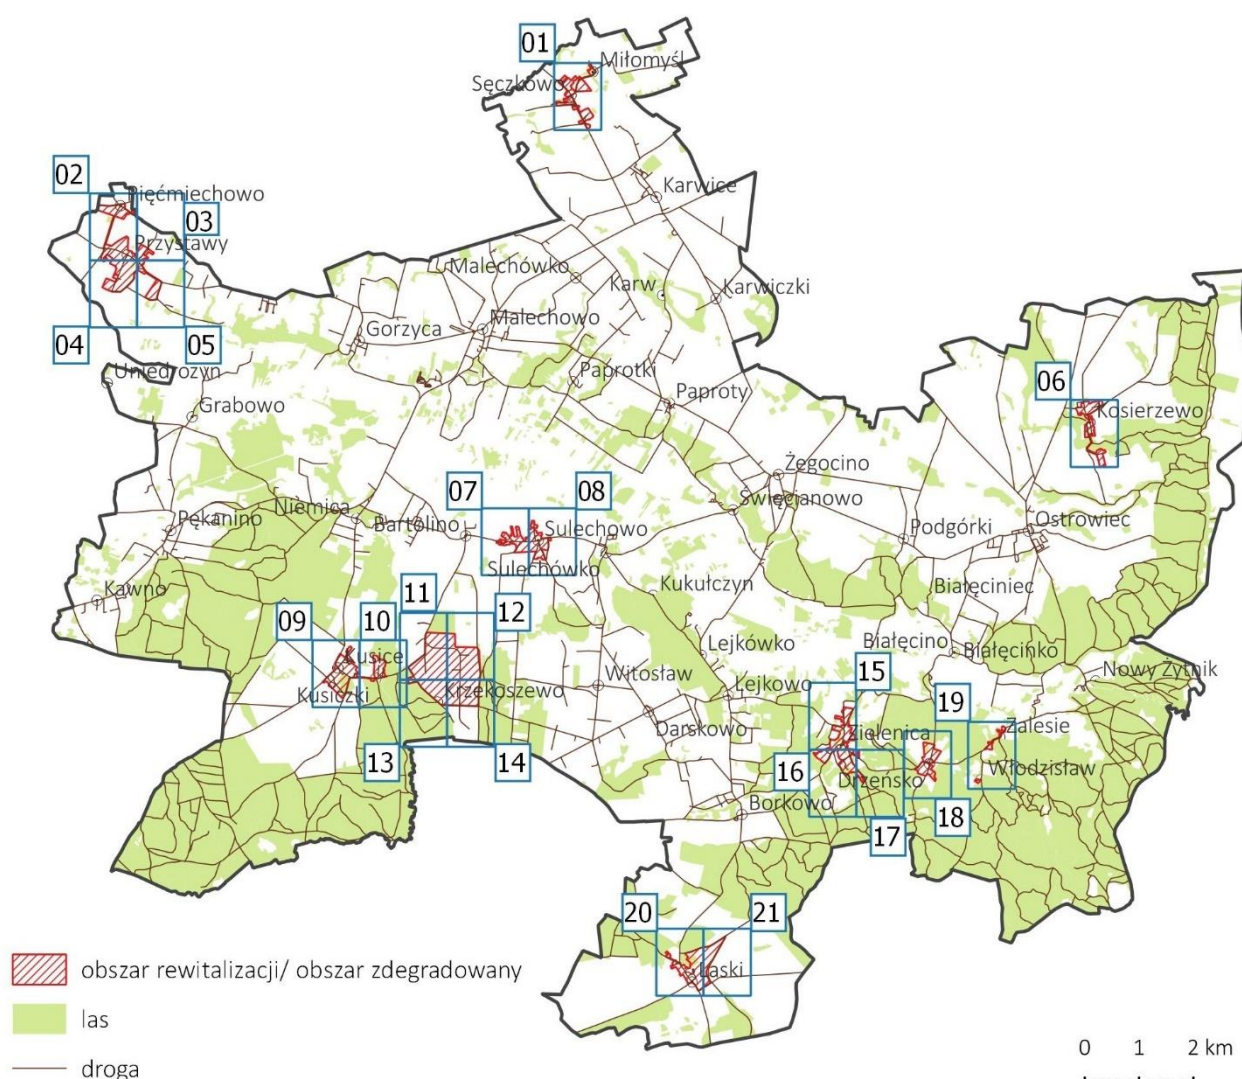 01
Miłomyśl
Sęczkowo
02
Pięćmiechowo
Karwice
03
Przystawy
Malechówko
Karw
Karwiczki
Malechowo
Gorzyca
04
05
Uniedrożyn
Paprotki
06
Paproty
Grabowo
Kosierzewo
Żegocino
07
08
Święcianowo
Niemica
Pękanino
Bartolino
Sulechowo
Podgórki
Ostrowiec
Sulechówko
Kukułczyn
Białęciniec
Kawno
11
12
09
10
Lejkówko
Białęcino
Białęcinko
Kusice
Nowy Żytnik
Kusiczki
Krzekoszewo
Witosław
Lejkowo
15
19
Darskowo
Zielenica
Zalesie
13
14
16
Drzeńsko
Włodzisław
Borkowo
18
17
20
21
obszar rewitalizacji/ obszar zdegradowany
Laski
las
0 1 2 km
droga